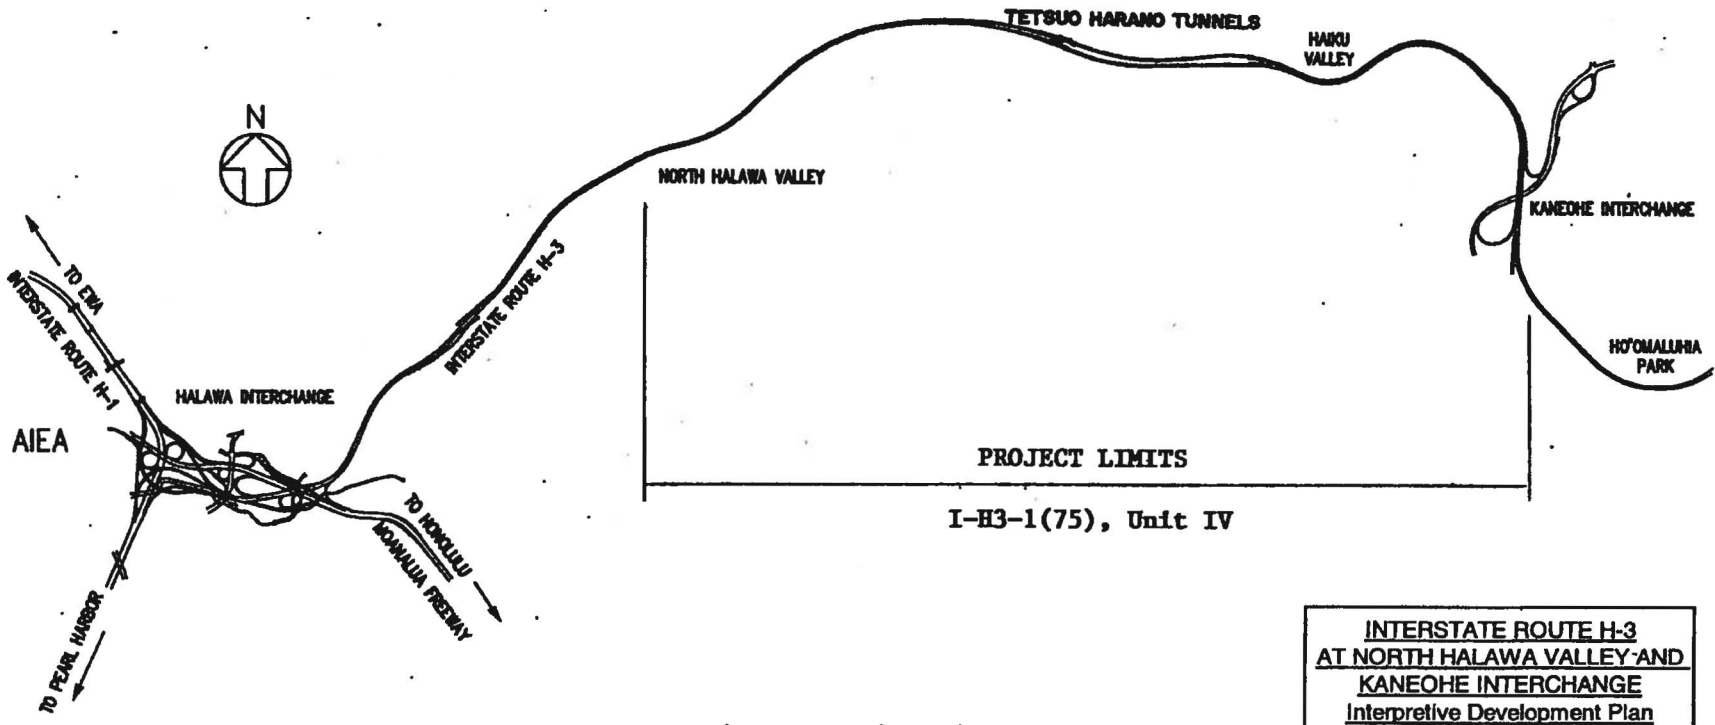 TETSUO HARANO TUNNELS
HAIKU
VALLEY
N
NORTH HALAWA VALLEY
KANEOHE INTERCHANGE
INTERSTATE ROUTE H-3
TO EWA
INTERSTATE ROUTE H-1
HALAWA INTERCHANGE
AIEA
HO'OMALUHIA
PARK
PROJECT LIMITS
I-H3-1(75), Unit IV
TO HONOLULU
MOANALUA FREEWAY
TO PEARL HARBOR
INTERSTATE ROUTE H-3
AT NORTH HALAWA VALLEY AND
KANEOHE INTERCHANGE
Interpretive Development Plan